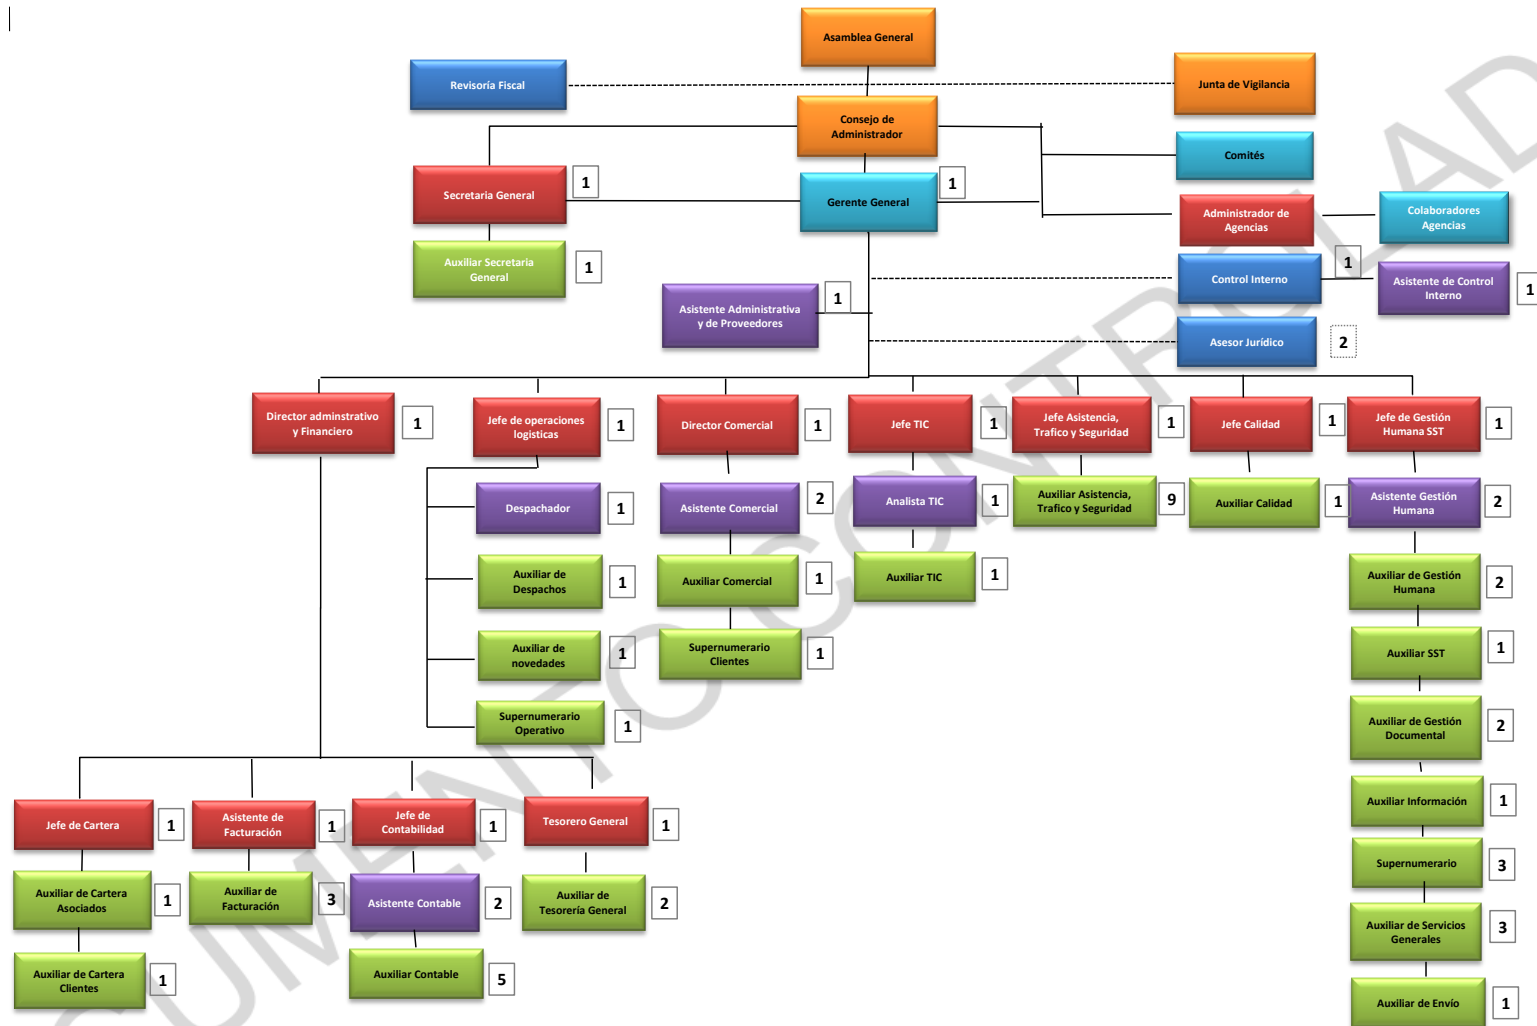 Asamblea General
Revisoría Fiscal
Junta de Vigilancia
Consejo de
Administrador
Comités
Secretaria General
1
Gerente General
1
Administrador de
Agencias
Colaboradores
Agencias
Auxiliar Secretaria
General
1
Control Interno
1
Asistente de Control
Interno
1
Asistente Administrativa
y de Proveedores
1
Asesor Jurídico
2
Director adminstrativo
y Financiero
1
Jefe de operaciones
logisticas
1
Director Comercial
1
Jefe TIC
1
Jefe Asistencia,
Trafico y Seguridad
1
Jefe Calidad
1
Jefe de Gestión
Humana SST
1
Despachador
1
Asistente Comercial
2
Analista TIC
1
Auxiliar Asistencia,
Trafico y Seguridad
9
Auxiliar Calidad
1
Asistente Gestión
Humana
2
Auxiliar de
Despachos
1
Auxiliar Comercial
1
Auxiliar TIC
1
Auxiliar de Gestión
Humana
2
Auxiliar de
novedades
1
Supernumerario
Clientes
1
Auxiliar SST
1
Supernumerario
Operativo
1
Auxiliar de Gestión
Documental
2
Jefe de Cartera
1
Asistente de
Facturación
1
Jefe de
Contabilidad
1
Tesorero General
1
Auxiliar Información
1
Auxiliar de Cartera
Asociados
1
Auxiliar de
Facturación
3
Asistente Contable
2
Auxiliar de
Tesorería General
2
Supernumerario
3
Auxiliar de Servicios
Generales
3
Auxiliar de Cartera
Clientes
1
Auxiliar Contable
5
Auxiliar de Envío
1
CUMENTO CONTROLAD